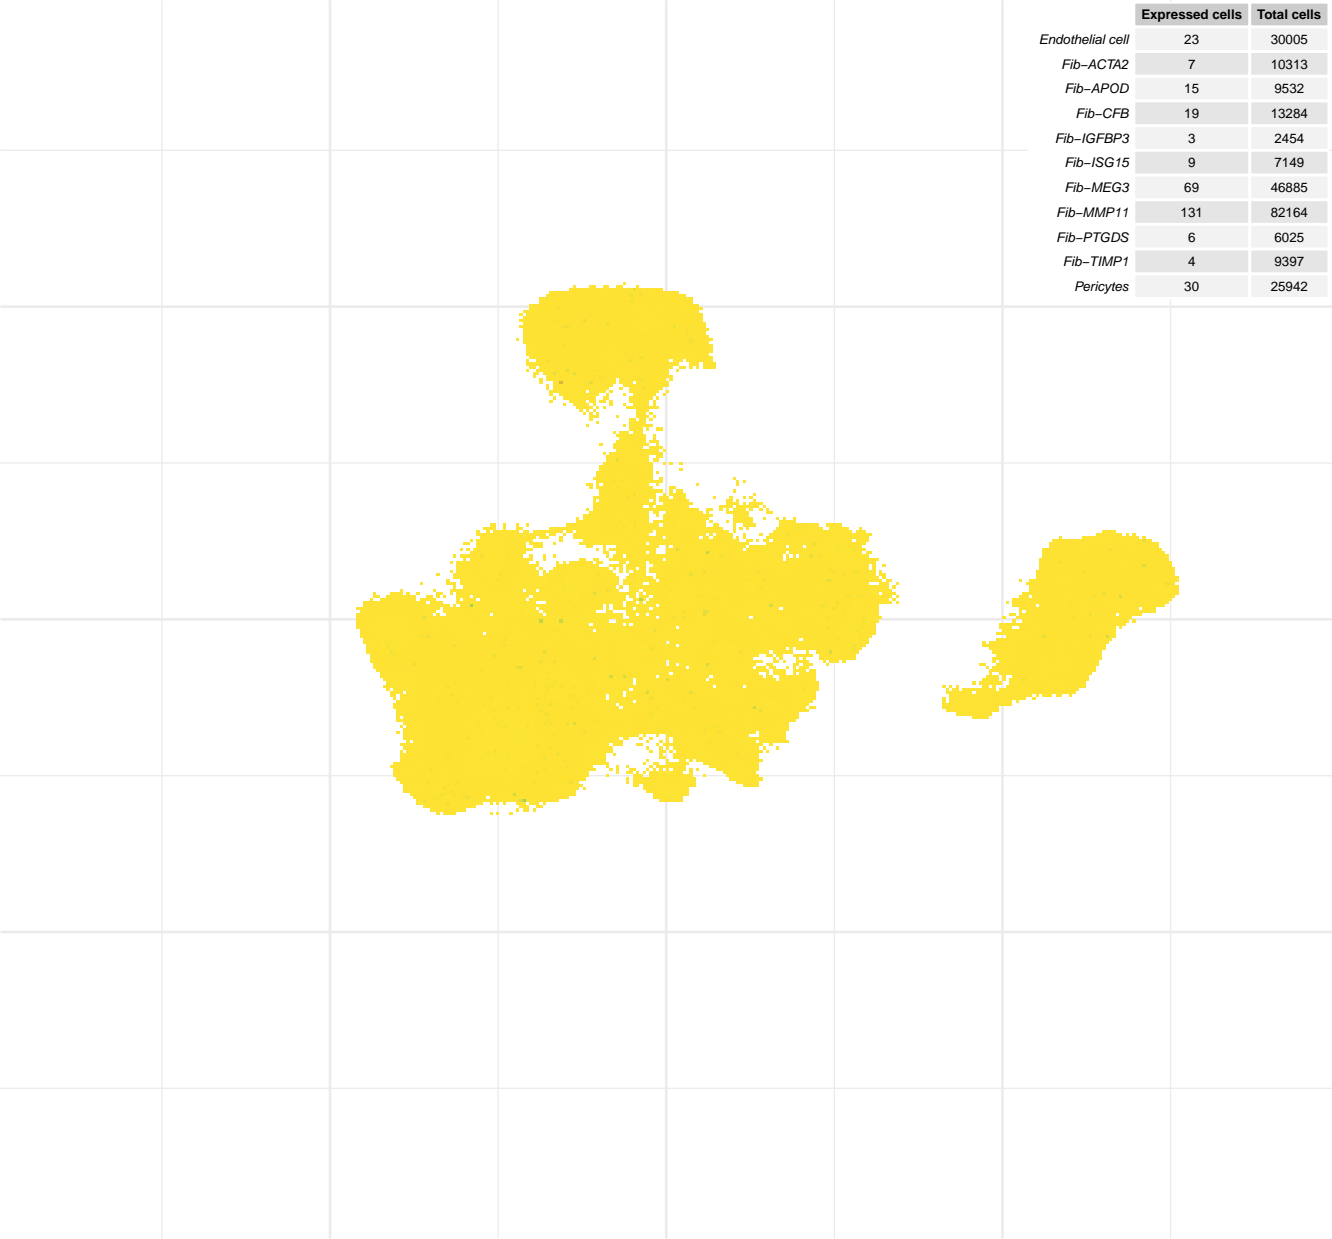 Expressed cells Total cells
Endothelial cell 23 30005
Fib−ACTA2 7 10313
Fib−APOD 15 9532
Fib−CFB 19 13284
Fib−IGFBP3 3 2454
Fib−ISG15 9 7149
Fib−MEG3 69 46885
Fib−MMP11 131 82164
Fib−PTGDS 6 6025
Fib−TIMP1 4 9397
Pericytes 30 25942